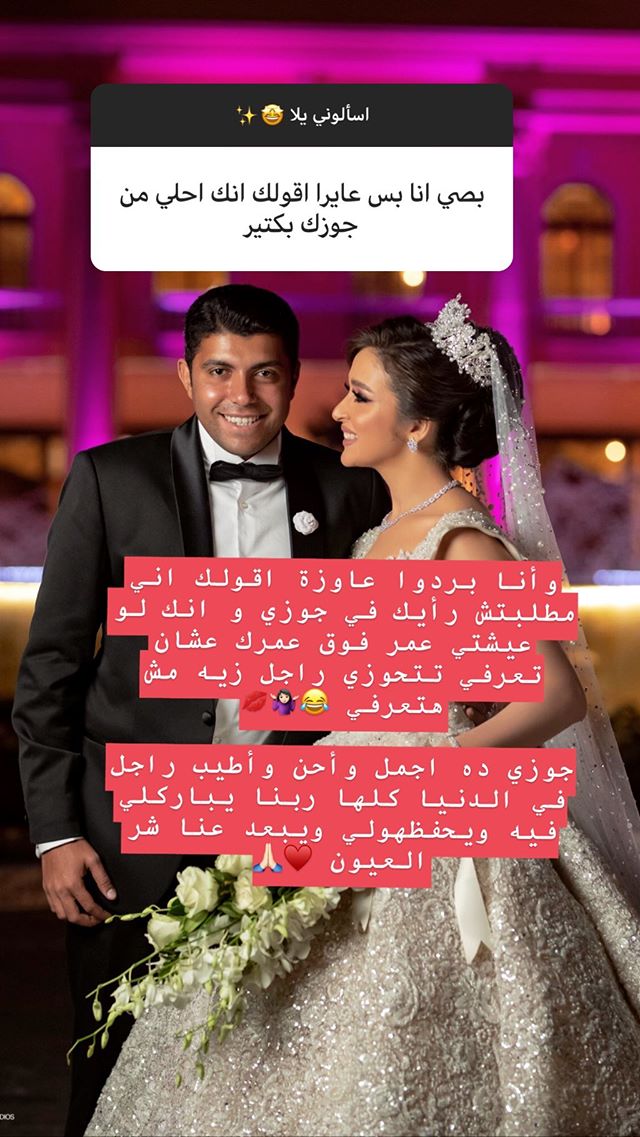 اسألوني يلا 🤩✨
بصي انا بس عايرا اقولك انك احلي من
جوزك بكتير
وأنا بردوا عاوزة اقولك اني
مطلبتش رأيك في جوزي و انك لو
عيشتي عمر فوق عمرك عشان
تعرفي تتحوزي راجل زيه مش
هتعرفي 😂🤷🏻‍♀️💋
جوزي ده اجمل وأحن وأطيب راجل
في الدنيا كلها ربنا يباركلي
فيه ويحفظهولي ويبعد عنا شر
العيون ♥️🙏🏻